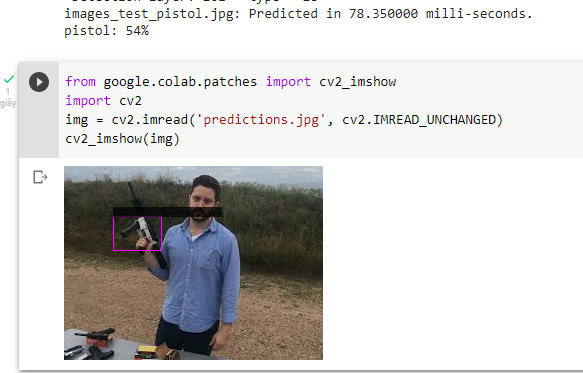 images_test_pistol.jpg: Predicted in 78.350000 milli-seconds.
pistol: 54%
1
giây
from google.colab.patches import cv2_imshow
import cv2
img = cv2.imread('predictions.jpg', cv2.IMREAD_UNCHANGED)
cv2_imshow(img)